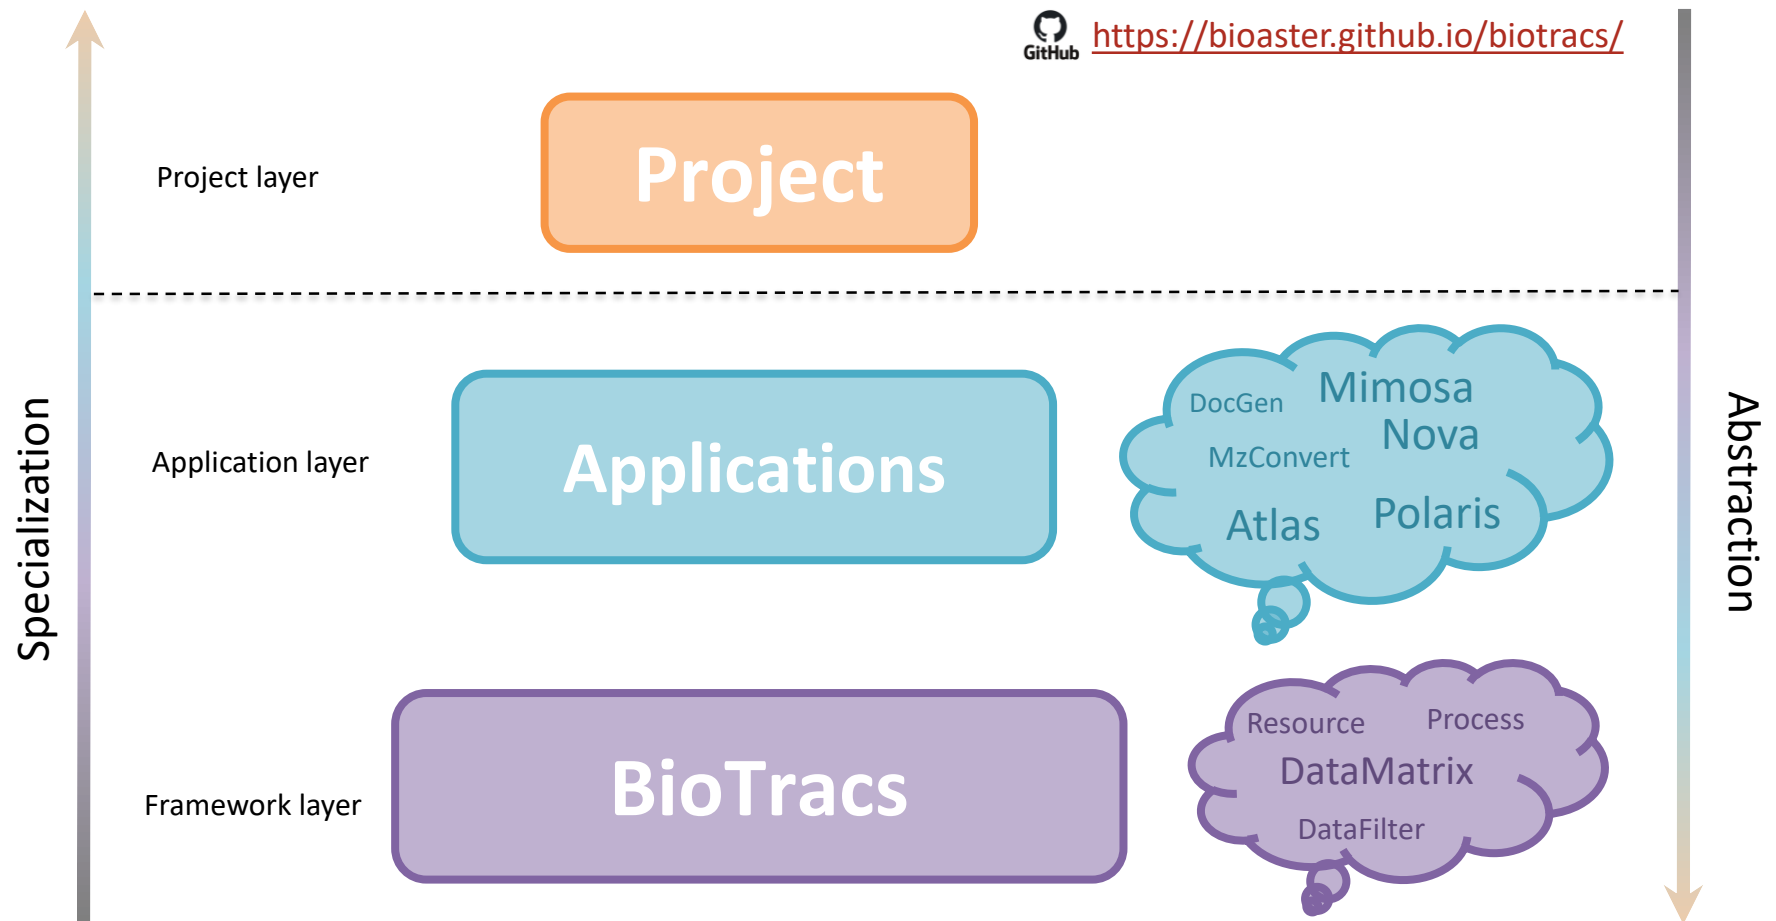 GitHub https://bioaster.github.io/biotracs/
Project layer
Project
Specialization
Abstraction
Application layer
Applications
DocGen
Mimosa
Nova
MzConvert
Atlas
Polaris
Framework layer
BioTracs
Resource
Process
DataMatrix
DataFilter